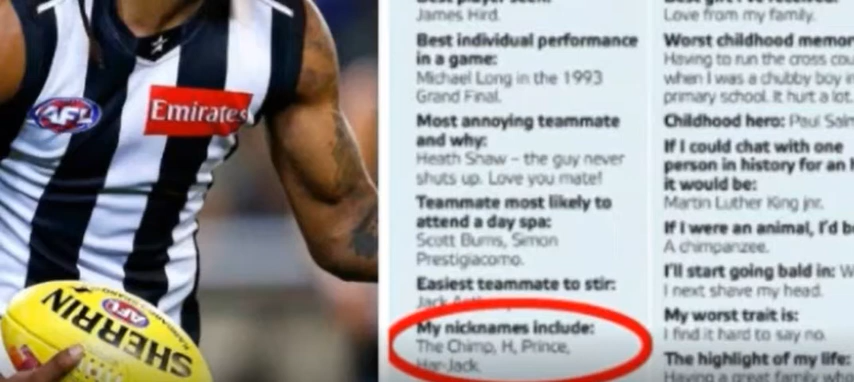 AFL
Emirates
SHERRIN
AFL
James Hird.
Best individual performance
in a game:
Michael Long in the 1993
Grand Final.
Most annoying teammate
and why:
Heath Shaw – the guy never
shuts up. Love you mate!
Teammate most likely to
attend a day spa:
Scott Burns, Simon
Prestigiacomo.
Easiest teammate to stir:
Jack
My nicknames include:
The Chimp, H, Prince,
Love from my family.
Worst childhood
Having to run the cross
when I was a chubby boy
primary school. It hurt a lot.
Childhood hero: Paul
If I could chat with one
person in history for an
it would be:
Martin Luther King jnr.
If I were an animal, I'd
A chimpanzee.
I'll start going bald in:
I next shave my head.
My worst trait is:
I find it hard to say no.
The highlight of my life:
Having a great family